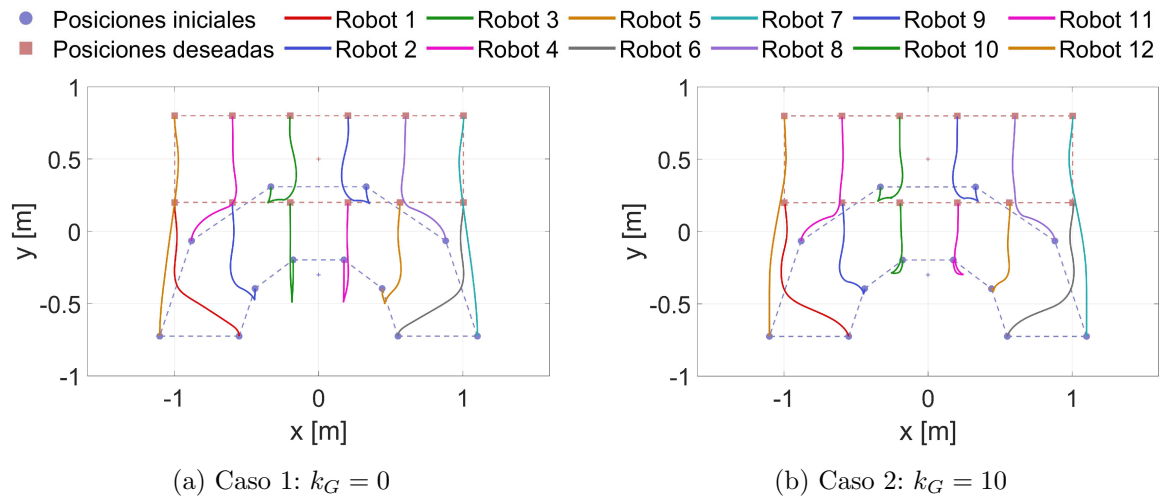 Posiciones iniciales Robot 1 Robot 3 Robot 5 Robot 7 Robot 9 Robot 11
Posiciones deseadas Robot 2 Robot 4 Robot 6 Robot 8 Robot 10 Robot 12
1
0.5
0
-0.5
-1
y [m]
-1 0 1
x [m]
(a) Caso 1: k_G = 0
1
0.5
0
-0.5
-1
y [m]
-1 0 1
x [m]
(b) Caso 2: k_G = 10